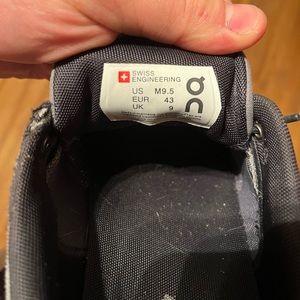 SWISS
ENGINEERING
US M9.5
EUR 43
UK 9